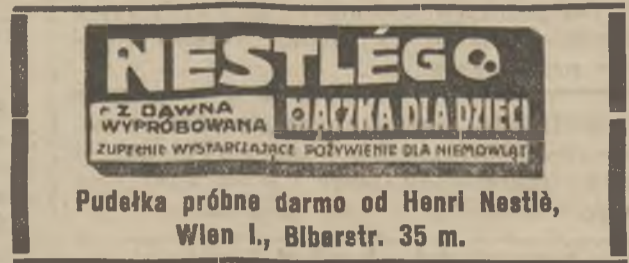 NESTLÉGO
Z DAWNA
WYPRÓBOWANA
MĄCZKA DLA DZIECI
ZUPEŁNIE WYSTARCZAJĄCE POŻYWIENIE DLA NIEMOWLĄT
Pudełka próbne darmo od Henri Nestlè,
Wien I., Biberstr. 35 m.